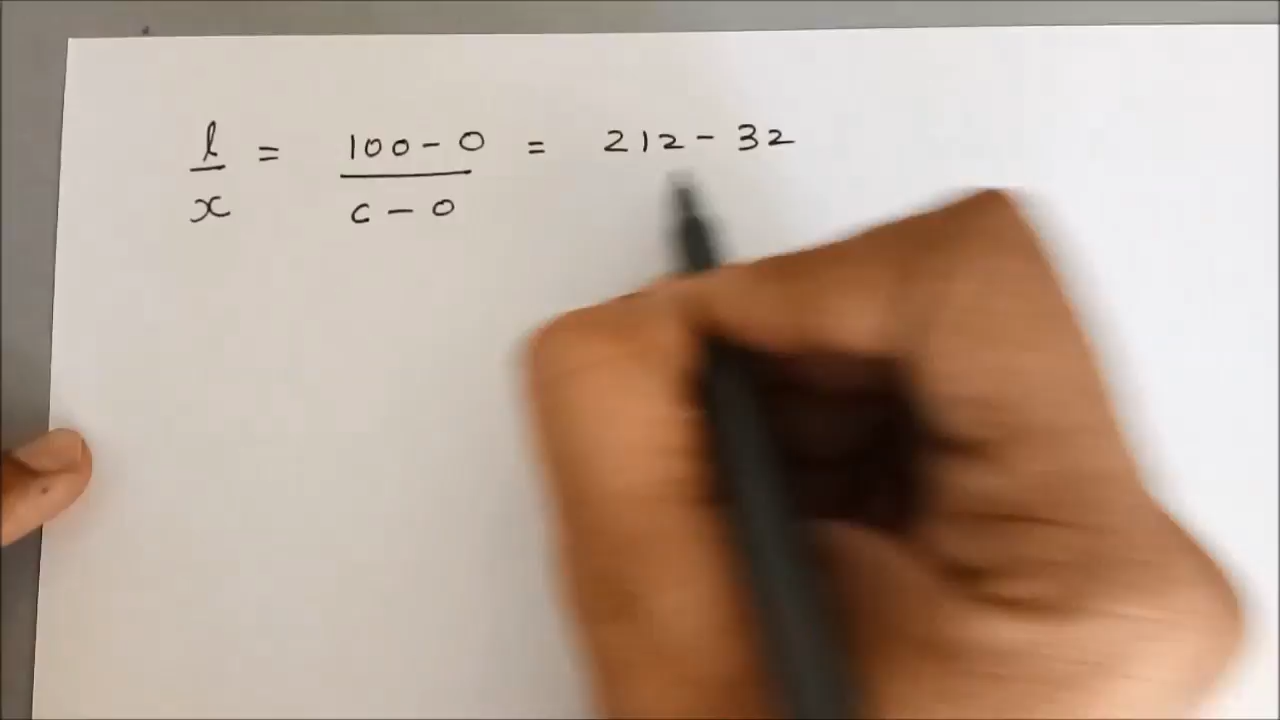 l/x = 100 - 0 / c - 0 = 212 - 32